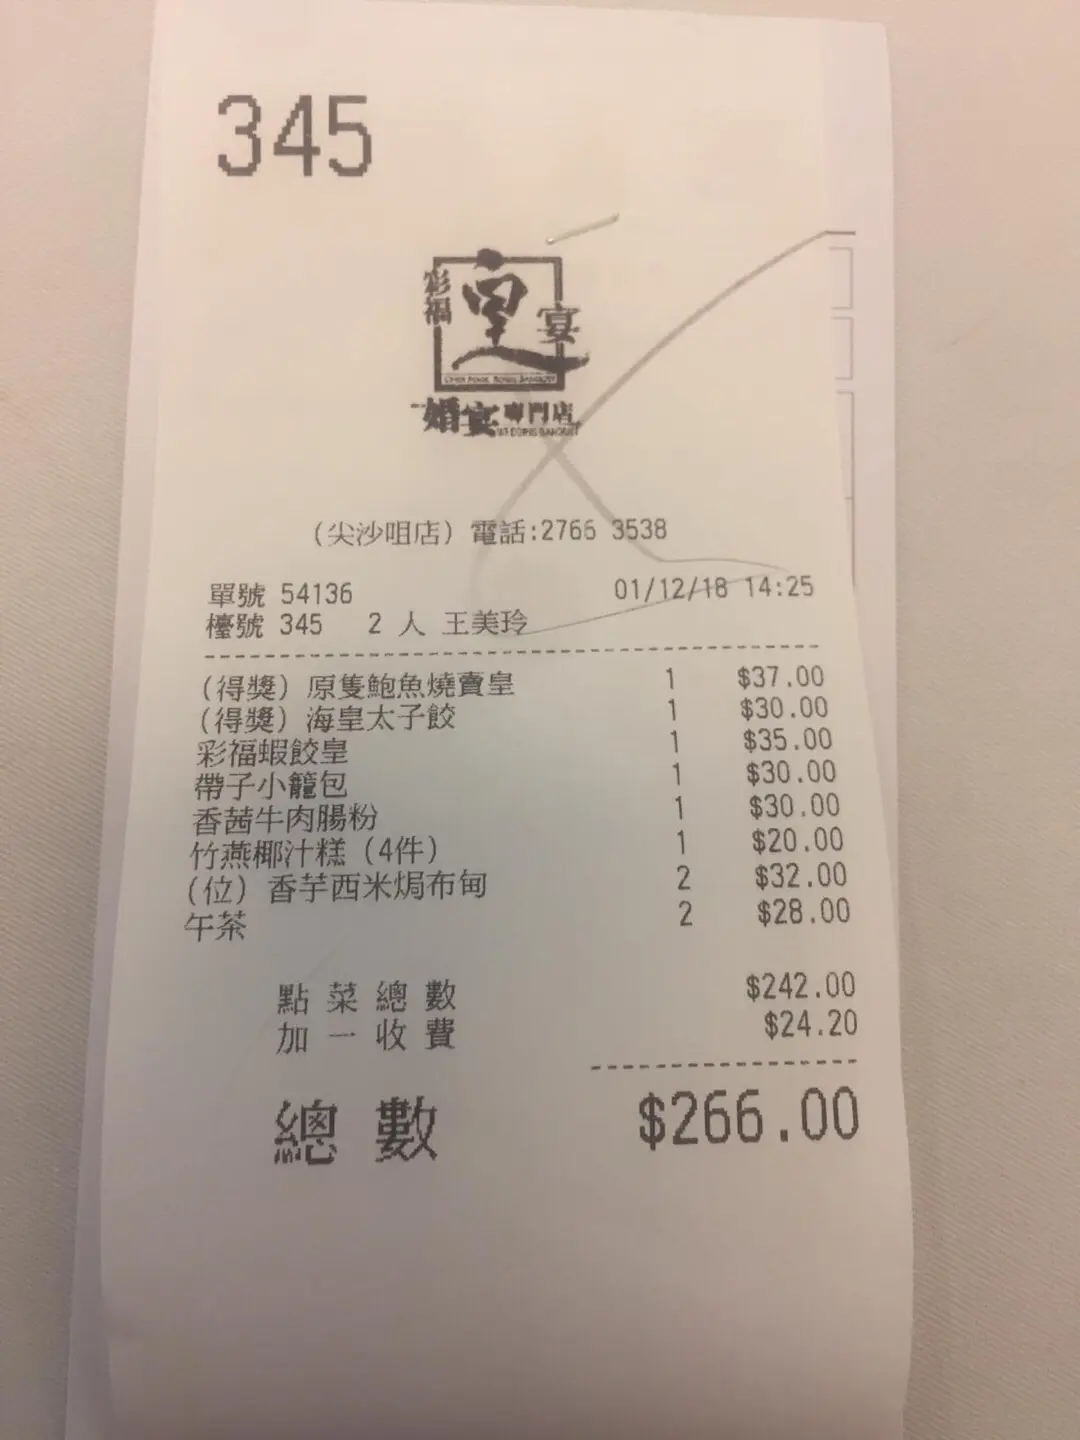 345
彩福
皇
宴
婚宴專門店
WEDDING BANQUET
(尖沙咀店) 電話:2766 3538
單號 54136 01/12/18 14:25
檯號 345 2 人 王美玲
(得獎) 原隻鮑魚燒賣皇 1 $37.00
(得獎) 海皇太子餃 1 $30.00
彩福蝦餃皇 1 $35.00
帶子小籠包 1 $30.00
香茜牛肉腸粉 1 $30.00
竹燕椰汁糕 (4件) 1 $20.00
(位) 香芋西米焗布甸 2 $32.00
午茶 2 $28.00
點菜總數 $242.00
加一收費 $24.20
總數 $266.00